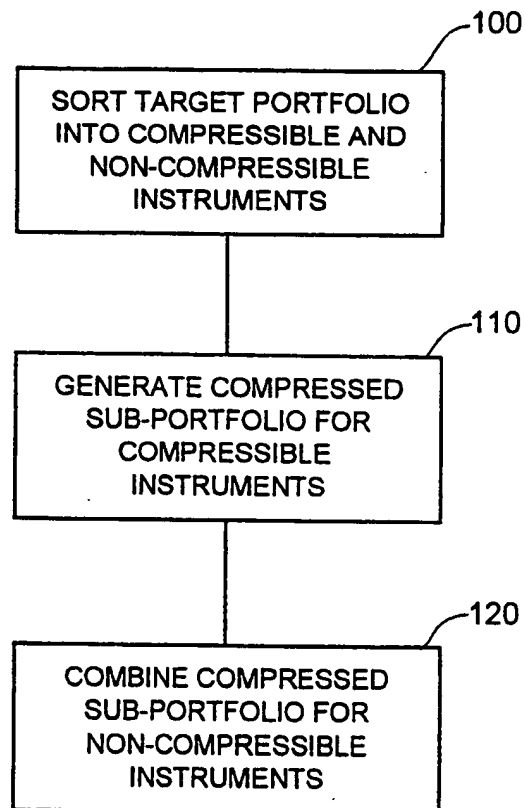 100
SORT TARGET PORTFOLIO
INTO COMPRESSIBLE AND
NON-COMPRESSIBLE
INSTRUMENTS
110
GENERATE COMPRESSED
SUB-PORTFOLIO FOR
COMPRESSIBLE
INSTRUMENTS
120
COMBINE COMPRESSED
SUB-PORTFOLIO FOR
NON-COMPRESSIBLE
INSTRUMENTS